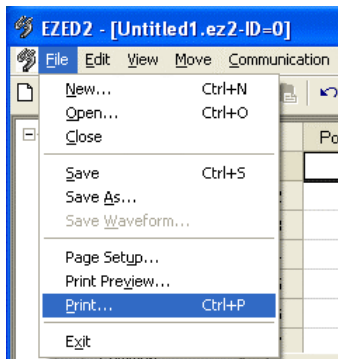 EZED2 - [Untitled1.ez2-ID=0]
File Edit View Move Communication
New... Ctrl+N
Open... Ctrl+O
Close
Save Ctrl+S
Save As...
Save Waveform...
Page Setup...
Print Preview...
Print... Ctrl+P
Exit